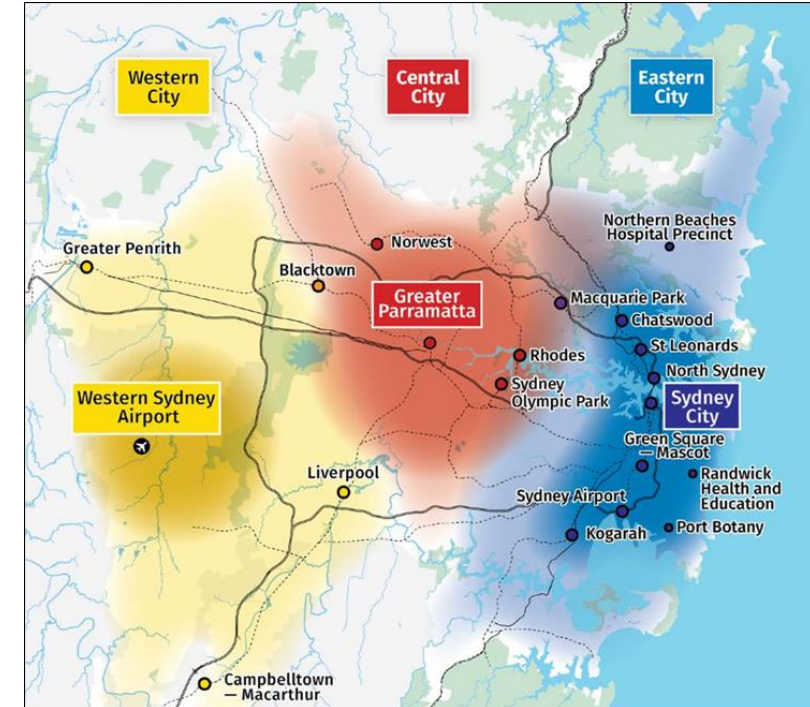 Western
City
Central
City
Eastern
City
Northern Beaches
Hospital Precinct
Greater Penrith
Norwest
Blacktown
Greater
Parramatta
Macquarie Park
Chatswood
St Leonards
Rhodes
North Sydney
Western Sydney
Airport
Sydney
Olympic Park
Sydney
City
Green Square
— Mascot
Liverpool
Randwick
Health and
Education
Sydney Airport
Port Botany
Kogarah
Campbelltown
— Macarthur